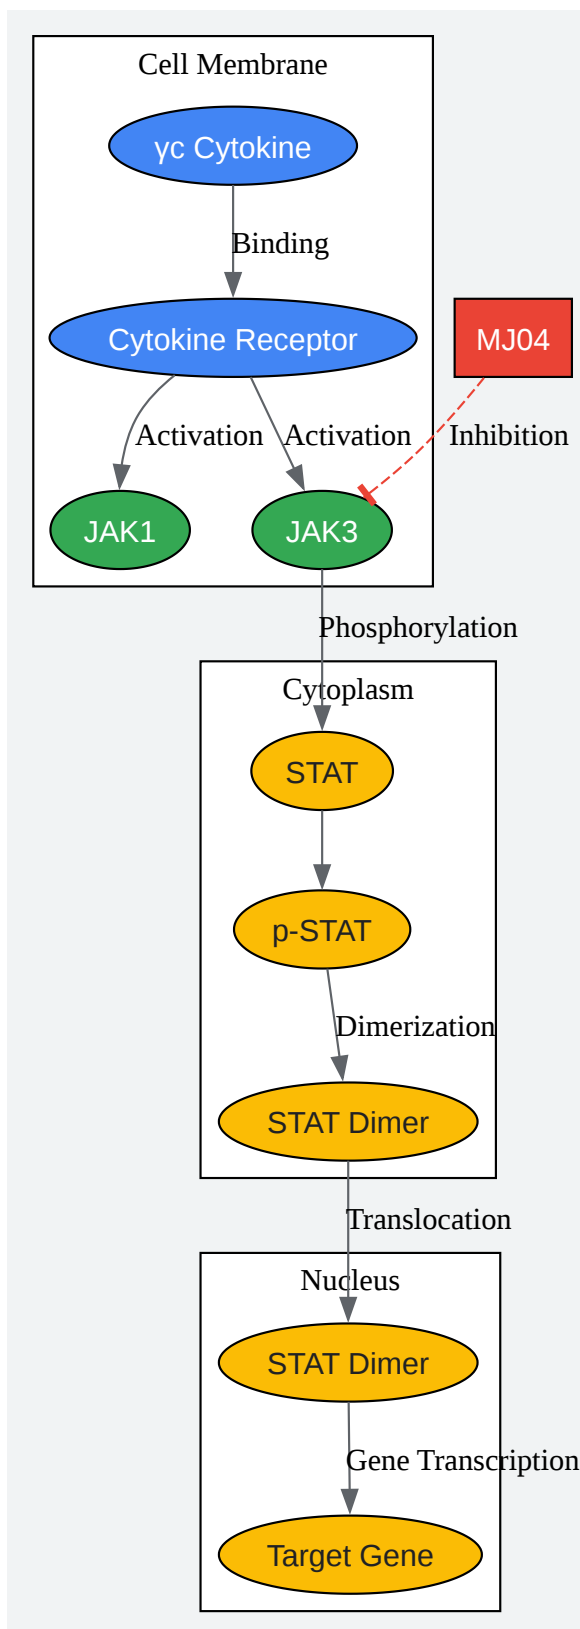 Cell Membrane
γc Cytokine
Binding
Cytokine Receptor
MJ04
Activation
Activation
Inhibition
JAK1
JAK3
Phosphorylation
Cytoplasm
STAT
p-STAT
Dimerization
STAT Dimer
Translocation
Nucleus
STAT Dimer
Gene Transcription
Target Gene